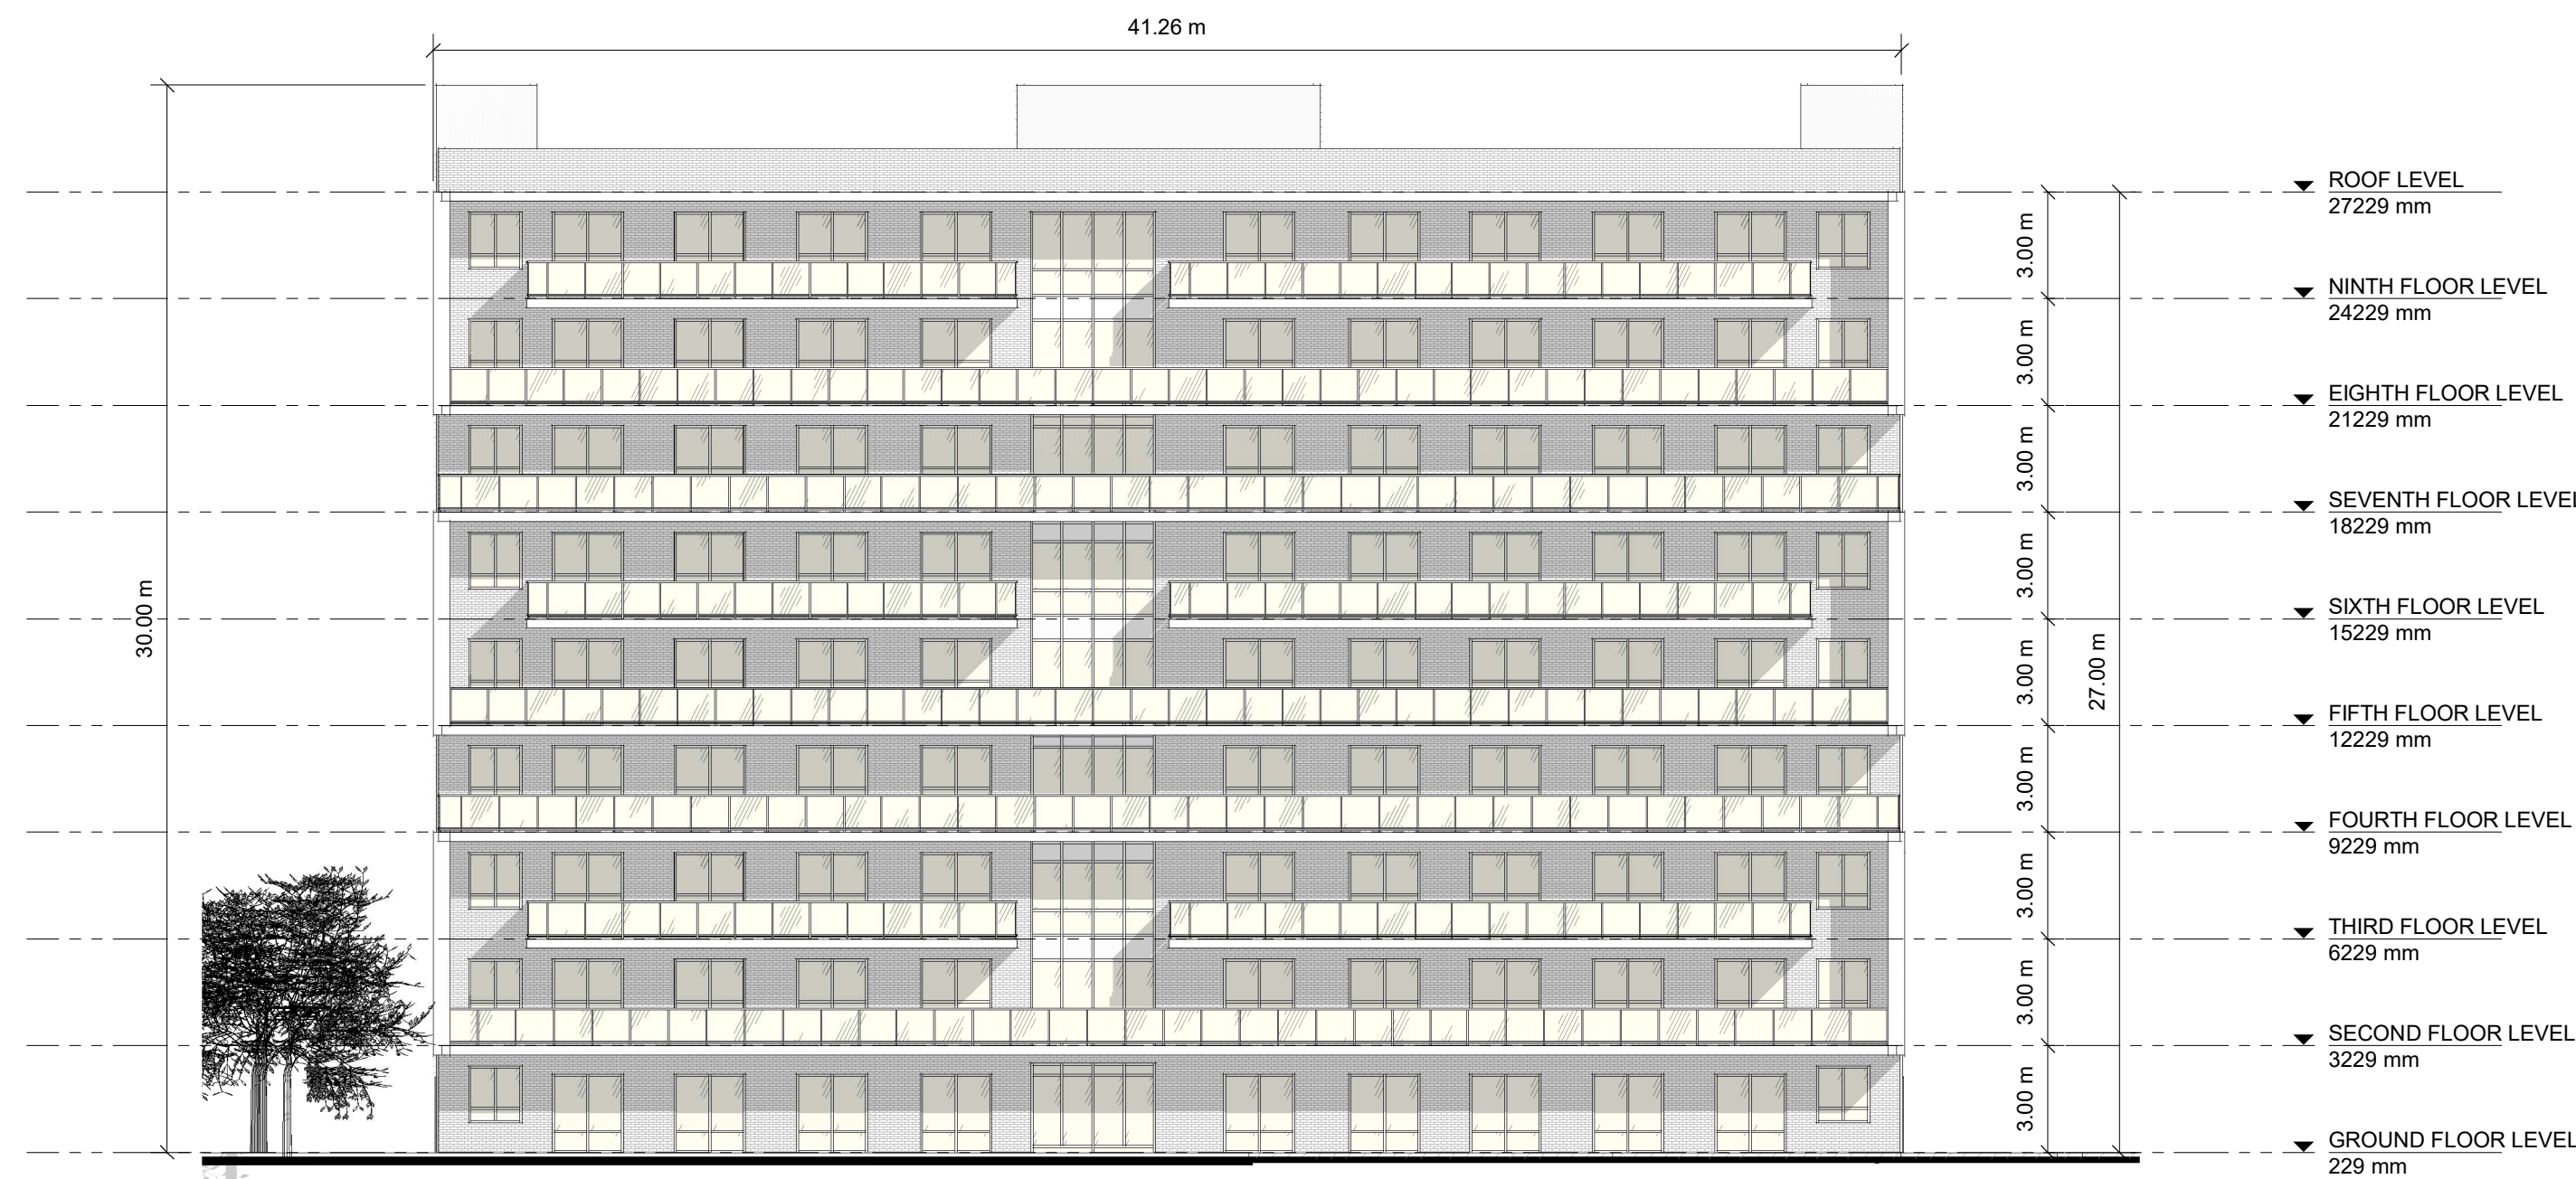 41.26 m
ROOF LEVEL
27229 mm
3.00 m
NINTH FLOOR LEVEL
24229 mm
3.00 m
EIGHTH FLOOR LEVEL
21229 mm
3.00 m
SEVENTH FLOOR LEVEL
18229 mm
3.00 m
30.00 m
SIXTH FLOOR LEVEL
15229 mm
3.00 m
27.00 m
FIFTH FLOOR LEVEL
12229 mm
3.00 m
FOURTH FLOOR LEVEL
9229 mm
3.00 m
THIRD FLOOR LEVEL
6229 mm
3.00 m
SECOND FLOOR LEVEL
3229 mm
3.00 m
GROUND FLOOR LEVEL
229 mm